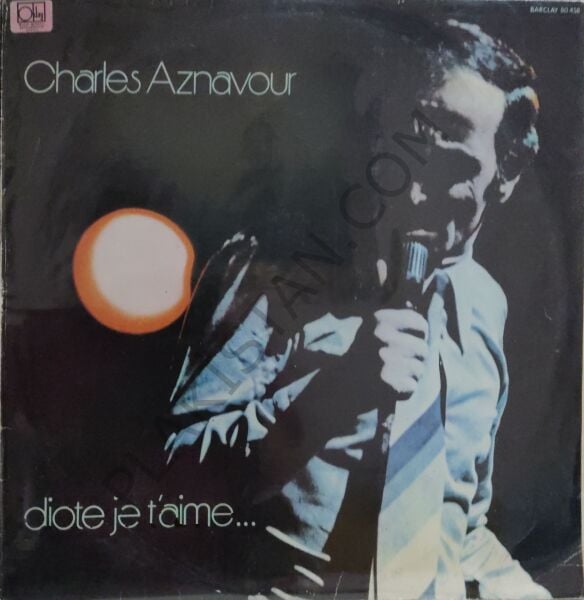 BARCLAY 80 458
Charles Aznavour
PLAKISTAN.COM
diote je t'aime...